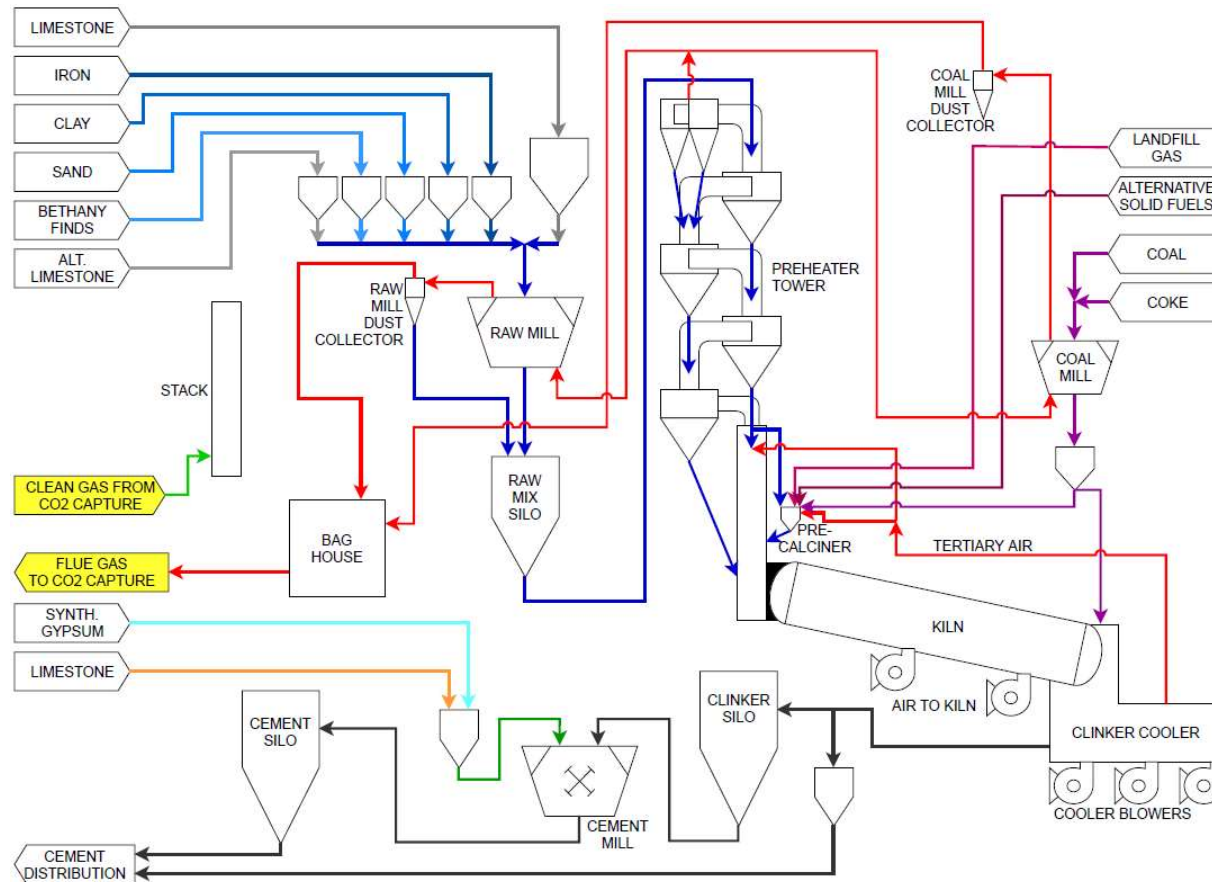 LIMESTONE
IRON
CLAY
SAND
BETHANY
FINDS
ALT.
LIMESTONE
COAL
MILL
DUST
COLLECTOR
LANDFILL
GAS
ALTERNATIVE
SOLID FUELS
COAL
COKE
COAL
MILL
PREHEATER
TOWER
RAW
MILL
DUST
COLLECTOR
RAW MILL
STACK
RAW
MIX
SILO
CLEAN GAS FROM
CO2 CAPTURE
BAG
HOUSE
FLUE GAS
TO CO2 CAPTURE
PRE-
CALCINER
TERTIARY AIR
KILN
AIR TO KILN
SYNTH.
GYPSUM
LIMESTONE
CEMENT
SILO
CLINKER
SILO
CLINKER COOLER
COOLER BLOWERS
CEMENT
MILL
CEMENT
DISTRIBUTION